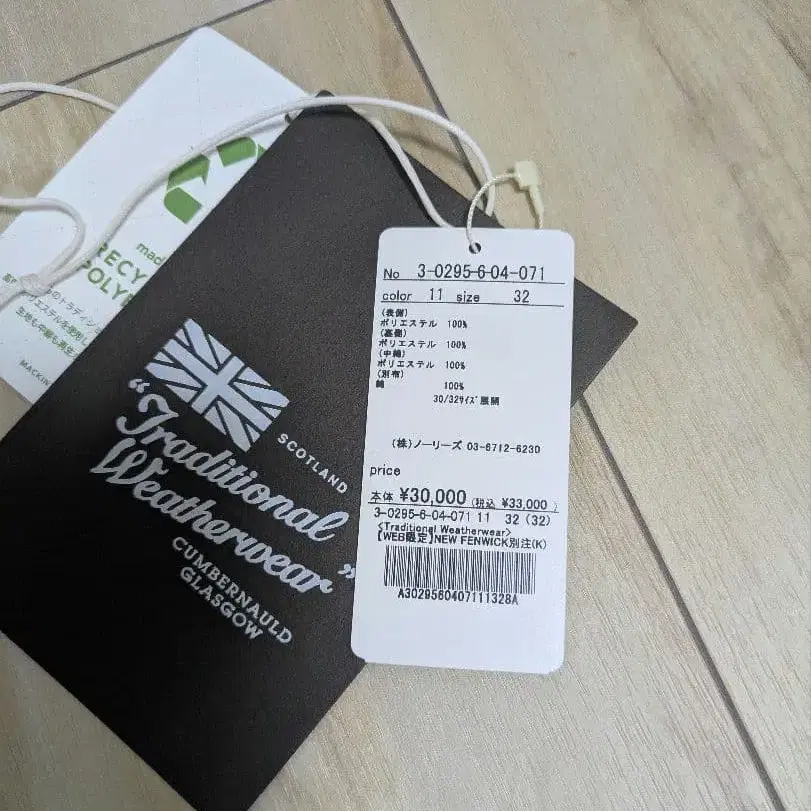 made
RECY
POLYE
MACKIN
SCOTLAND
“Traditional
Weatherwear”
CUMBERNAULD
GLASGOW
No 3-0295-6-04-071
color 11 size 32
(表側)
ポリエステル 100%
(裏側)
ポリエステル 100%
(中綿)
ポリエステル 100%
(別布)
綿 100%
30/32サイズ展開
(株)ノーリーズ 03-6712-6230
price
本体 ¥30,000 (税込 ¥33,000)
3-0295-6-04-071 11 32 (32)
<Traditional Weatherwear>
【WEB限定】NEW FENWICK別注(K)
A3029560407111328A